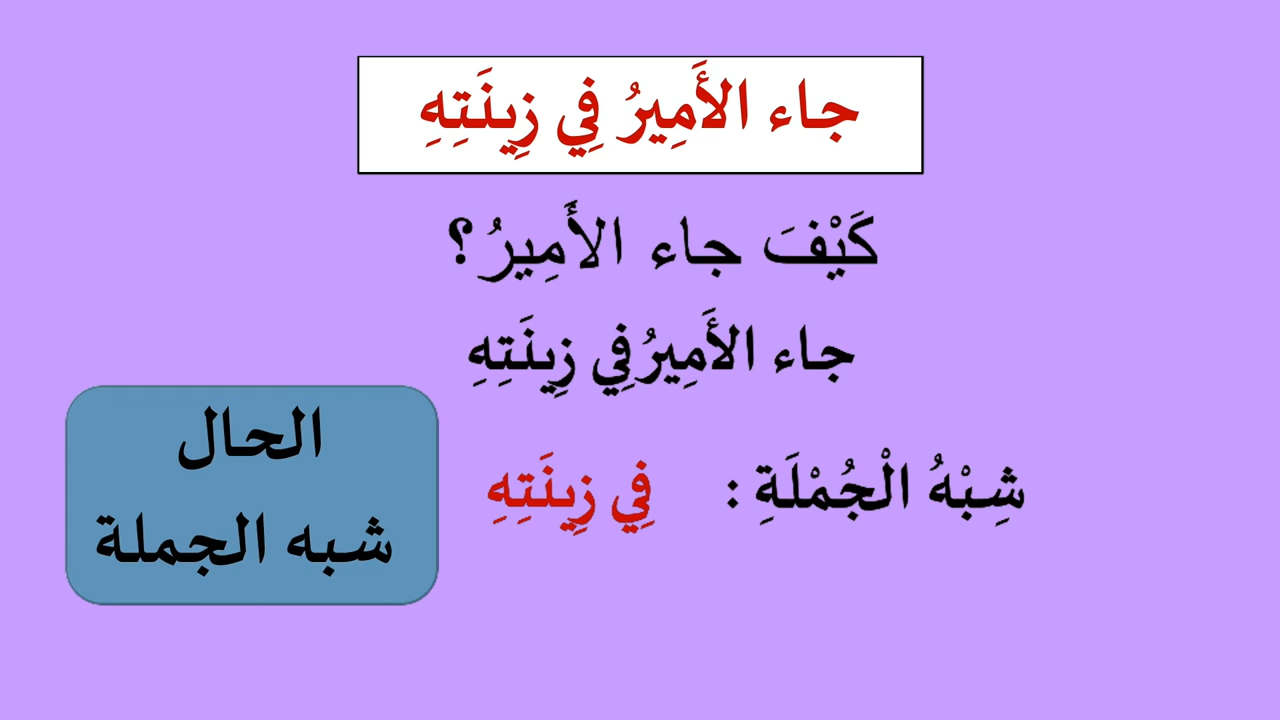 جاء الأَمِيرُ فِي زِينَتِهِ
كَيْفَ جاء الأَمِيرُ؟
جاء الأَمِيرُفِي زِينَتِهِ
شِبْهُ الْجُمْلَةِ : فِي زِينَتِهِ
الحال
شبه الجملة